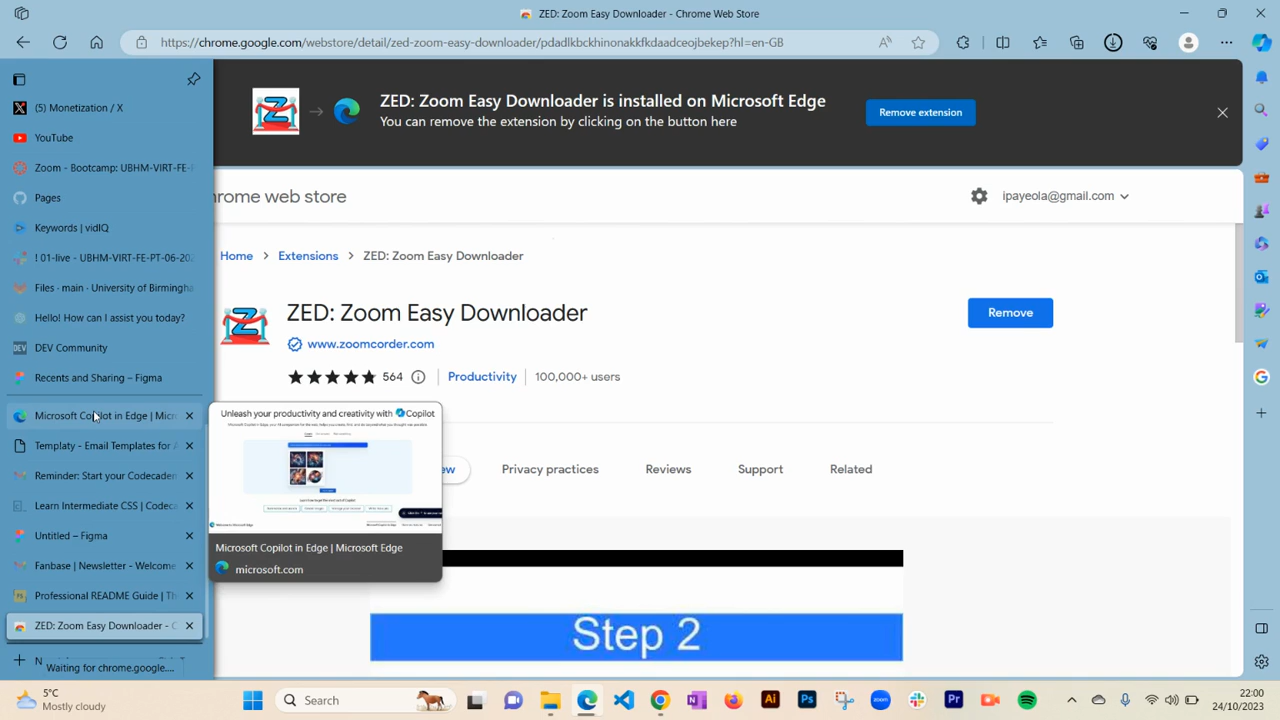 ZED: Zoom Easy Downloader - Chrome Web Store
https://chrome.google.com/webstore/detail/zed-zoom-easy-downloader/pdadlkbckhinonakkfkdaadceojbekep?hl=en-GB
(5) Monetization / X
YouTube
Zoom - Bootcamp: UBHM-VIRT-FE-
Pages
Keywords | vidIQ
! 01-live - UBHM-VIRT-FE-PT-06-202
Files · main · University of Birmingha
Hello! How can I assist you today?
DEV Community
Recents and Sharing – Figma
Microsoft Copilot in Edge | Micr
Templaty - Email Templates for
Reminder: Start your Codecaden
Learn Intermediate CSS | Codeca
Untitled – Figma
Fanbase | Newsletter - Welcome
Professional README Guide | Th
ZED: Zoom Easy Downloader - C
N
Waiting for chrome.google....
ZED: Zoom Easy Downloader is installed on Microsoft Edge
You can remove the extension by clicking on the button here
Remove extension
hrome web store
ipayeola@gmail.com
Home > Extensions > ZED: Zoom Easy Downloader
ZED: Zoom Easy Downloader
Remove
www.zoomcorder.com
564 Productivity 100,000+ users
ew Privacy practices Reviews Support Related
Unleash your productivity and creativity with Copilot
Microsoft Copilot in Edge | Microsoft Edge
microsoft.com
Step 2
5°C
Mostly cloudy
Search
22:00
24/10/2023